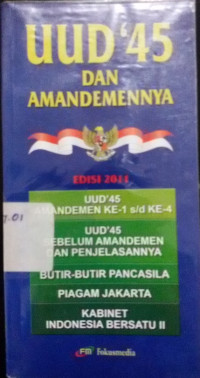 UUD '45
DAN
AMANDEMENNYA
EDISI 2011
UUD'45
AMANDEMEN KE-1 s/d KE-4
UUD'45
SEBELUM AMANDEMEN
DAN PENJELASANNYA
BUTIR-BUTIR PANCASILA
PIAGAM JAKARTA
KABINET
INDONESIA BERSATU II
Fokusmedia